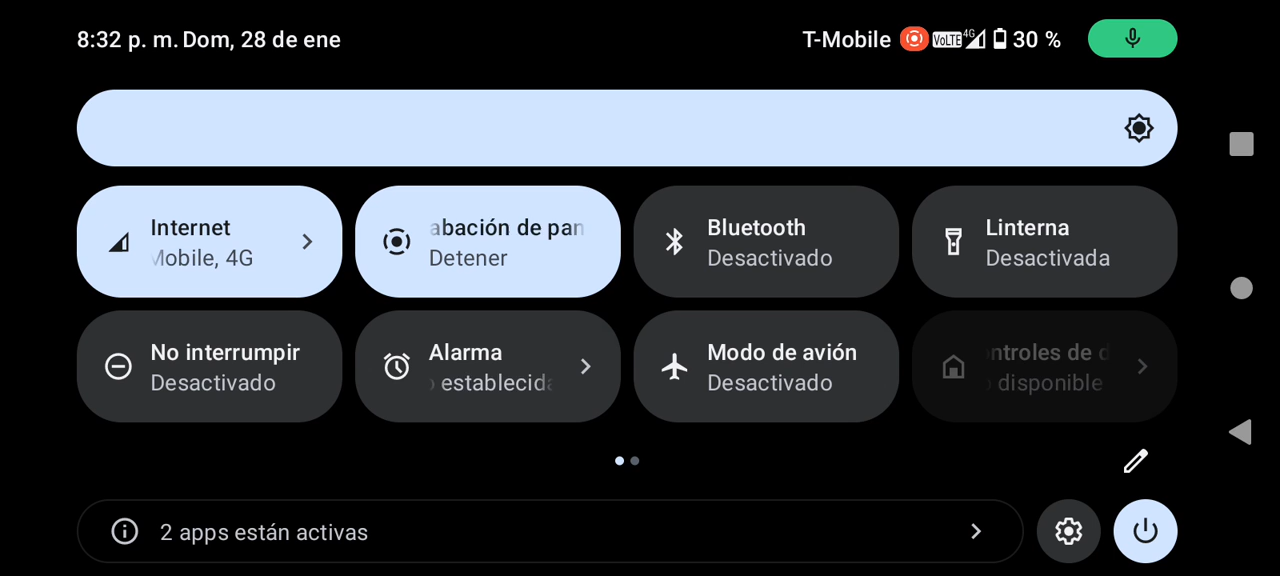 8:32 p. m. Dom, 28 de ene
T-Mobile VoLTE 4G 30 %
Internet
Mobile, 4G
abación de pan
Detener
Bluetooth
Desactivado
Linterna
Desactivada
No interrumpir
Desactivado
Alarma
establecida
Modo de avión
Desactivado
ntroles de d
disponible
2 apps están activas